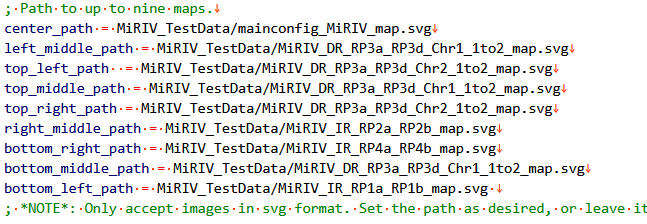 ; Path to up to nine maps.
center_path = MiRIV_TestData/mainconfig_MiRIV_map.svg
left_middle_path = MiRIV_TestData/MiRIV_DR_RP3a_RP3d_Chr1_1to2_map.svg
top_left_path  = MiRIV_TestData/MiRIV_DR_RP3a_RP3d_Chr2_1to2_map.svg
top_middle_path = MiRIV_TestData/MiRIV_DR_RP3a_RP3d_Chr1_1to2_map.svg
top_right_path = MiRIV_TestData/MiRIV_DR_RP3a_RP3d_Chr2_1to2_map.svg
right_middle_path = MiRIV_TestData/MiRIV_IR_RP2a_RP2b_map.svg
bottom_right_path = MiRIV_TestData/MiRIV_IR_RP4a_RP4b_map.svg
bottom_middle_path = MiRIV_TestData/MiRIV_DR_RP3a_RP3d_Chr1_1to2_map.svg
bottom_left_path = MiRIV_TestData/MiRIV_IR_RP1a_RP1b_map.svg
; *NOTE*: Only accept images in svg format. Set the path as desired, or leave it